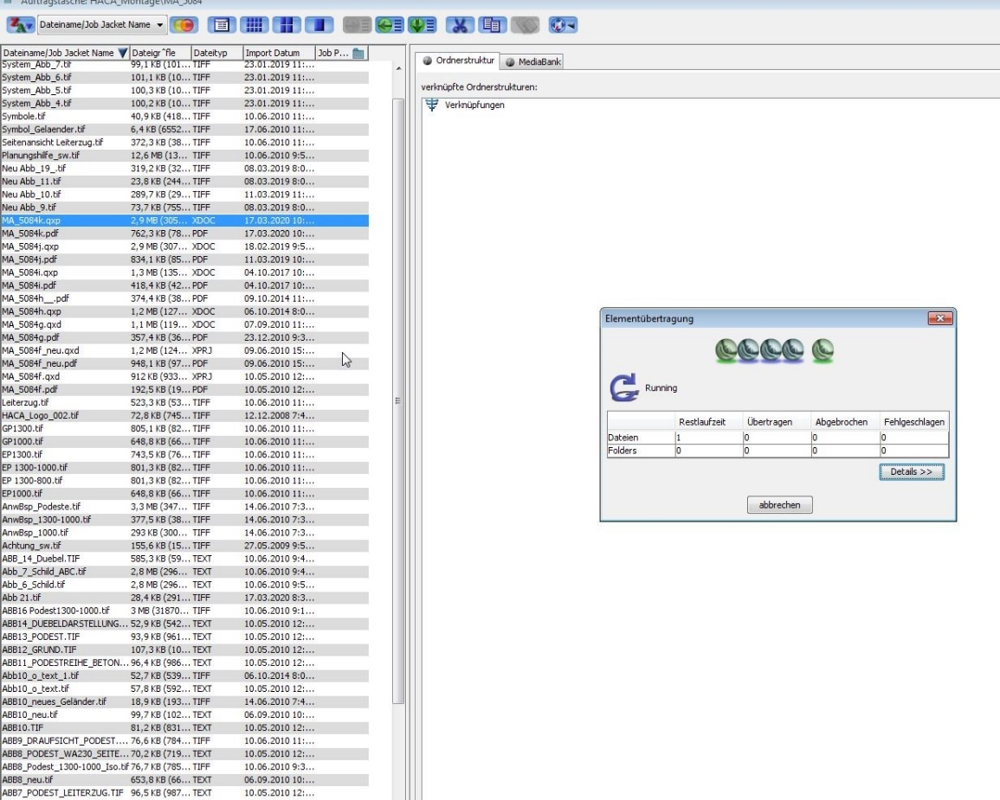 Auftragstasche: HACA_Montage\MA_5084
Dateiname/Job Jacket Name
Dateiname/Job Jacket Name Dateigr^fle Dateityp Import Datum Job P...
System_Abb_7.tif 99,1 KB (101... TIFF 23.01.2019 11:...
System_Abb_6.tif 101,1 KB (10... TIFF 23.01.2019 11:...
System_Abb_5.tif 100,3 KB (10... TIFF 23.01.2019 11:...
System_Abb_4.tif 100,2 KB (10... TIFF 23.01.2019 11:...
Symbole.tif 40,9 KB (418... TIFF 10.06.2010 11:...
Symbol_Gelaender.tif 6,4 KB (6552... TIFF 17.06.2010 11:...
Seitenansicht Leiterzug.tif 372,3 KB (38... TIFF 10.06.2010 11:...
Planungshilfe_sw.tif 12,6 MB (13... TIFF 10.06.2010 9:5...
Neu Abb_19_.tif 319,2 KB (32... TIFF 08.03.2019 8:0...
Neu Abb_11.tif 23,8 KB (244... TIFF 08.03.2019 8:0...
Neu Abb_10.tif 289,7 KB (29... TIFF 11.03.2019 11:...
Neu Abb_9.tif 73,7 KB (755... TIFF 08.03.2019 8:0...
MA_5084k.qxp 2,9 MB (305... XDOC 17.03.2020 10:...
MA_5084k.pdf 762,3 KB (78... PDF 17.03.2020 10:...
MA_5084j.qxp 2,9 MB (307... XDOC 18.02.2019 9:5...
MA_5084j.pdf 834,1 KB (85... PDF 11.03.2019 10:...
MA_5084i.qxp 1,3 MB (135... XDOC 04.10.2017 10:...
MA_5084i.pdf 418,4 KB (42... PDF 04.10.2017 10:...
MA_5084h__.pdf 374,4 KB (38... PDF 09.10.2014 11:...
MA_5084h.qxp 1,2 MB (127... XDOC 06.10.2014 8:0...
MA_5084g.qxd 1,1 MB (119... XDOC 07.09.2010 11:...
MA_5084g.pdf 357,4 KB (36... PDF 23.12.2010 9:3...
MA_5084f_neu.qxd 1,2 MB (124... XPRJ 09.06.2010 15:...
MA_5084f_neu.pdf 948,1 KB (97... PDF 09.06.2010 15:...
MA_5084f.qxd 912 KB (933... XPRJ 10.05.2010 12:...
MA_5084f.pdf 192,5 KB (19... PDF 10.05.2010 12:...
Leiterzug.tif 523,3 KB (53... TIFF 10.06.2010 11:...
HACA_Logo_002.tif 72,8 KB (745... TIFF 12.12.2008 7:4...
GP1300.tif 805,1 KB (82... TIFF 10.06.2010 11:...
GP1000.tif 648,8 KB (66... TIFF 10.06.2010 11:...
EP1300.tif 743,5 KB (76... TIFF 10.06.2010 11:...
EP 1300-1000.tif 801,3 KB (82... TIFF 10.06.2010 11:...
EP 1300-800.tif 801,3 KB (82... TIFF 10.06.2010 11:...
EP1000.tif 648,8 KB (66... TIFF 10.06.2010 11:...
AnwBsp_Podeste.tif 3,3 MB (347... TIFF 14.06.2010 7:3...
AnwBsp_1300-1000.tif 377,5 KB (38... TIFF 14.06.2010 7:3...
AnwBsp_1000.tif 293 KB (300... TIFF 14.06.2010 7:3...
Achtung_sw.tif 155,6 KB (15... TIFF 27.05.2009 9:5...
ABB_14_Duebel.TIF 585,3 KB (59... TEXT 10.06.2010 9:4...
Abb_7_Schild_ABC.tif 2,8 MB (296... TEXT 10.06.2010 9:4...
Abb_6_Schild.tif 2,8 MB (296... TEXT 10.06.2010 9:5...
Abb 21.tif 28,4 KB (291... TIFF 17.03.2020 8:3...
ABB16 Podest1300-1000.tif 3 MB (31870... TIFF 10.06.2010 9:1...
ABB14_DUEBELDARSTELLUNG... 52,9 KB (542... TEXT 10.05.2010 12:...
ABB13_PODEST.TIF 93,9 KB (961... TEXT 10.05.2010 12:...
ABB12_GRUND.TIF 107,3 KB (10... TEXT 10.05.2010 12:...
ABB11_PODESTREIHE_BETON... 96,4 KB (986... TEXT 10.05.2010 12:...
Abb10_o_text_1.tif 52,7 KB (539... TIFF 06.10.2014 8:0...
Abb10_o_text.tif 57,8 KB (592... TEXT 10.05.2010 12:...
ABB10_neues_Geländer.tif 18,9 KB (193... TIFF 14.06.2010 7:4...
ABB10_neu.tif 99,7 KB (102... TEXT 06.09.2010 10:...
ABB10.TIF 81,2 KB (831... TEXT 10.05.2010 12:...
ABB9_DRAUFSICHT_PODEST.... 76,6 KB (784... TIFF 10.06.2010 11:...
ABB8_PODEST_WA230_SEITE... 70,2 KB (719... TEXT 10.05.2010 12:...
ABB8_Podest_1300-1000_Iso.tif 76,7 KB (785... TIFF 10.06.2010 9:3...
ABB8_neu.tif 653,8 KB (66... TEXT 06.09.2010 10:...
ABB7_PODEST_LEITERZUG.TIF 96,5 KB (987... TEXT 10.05.2010 12:...
Ordnerstruktur MediaBank
verknüpfte Ordnerstrukturen:
Verknüpfungen
Elementübertragung
Running
Restlaufzeit Übertragen Abgebrochen Fehlgeschlagen
Dateien 1 0 0 0
Folders 0 0 0 0
Details >>
abbrechen